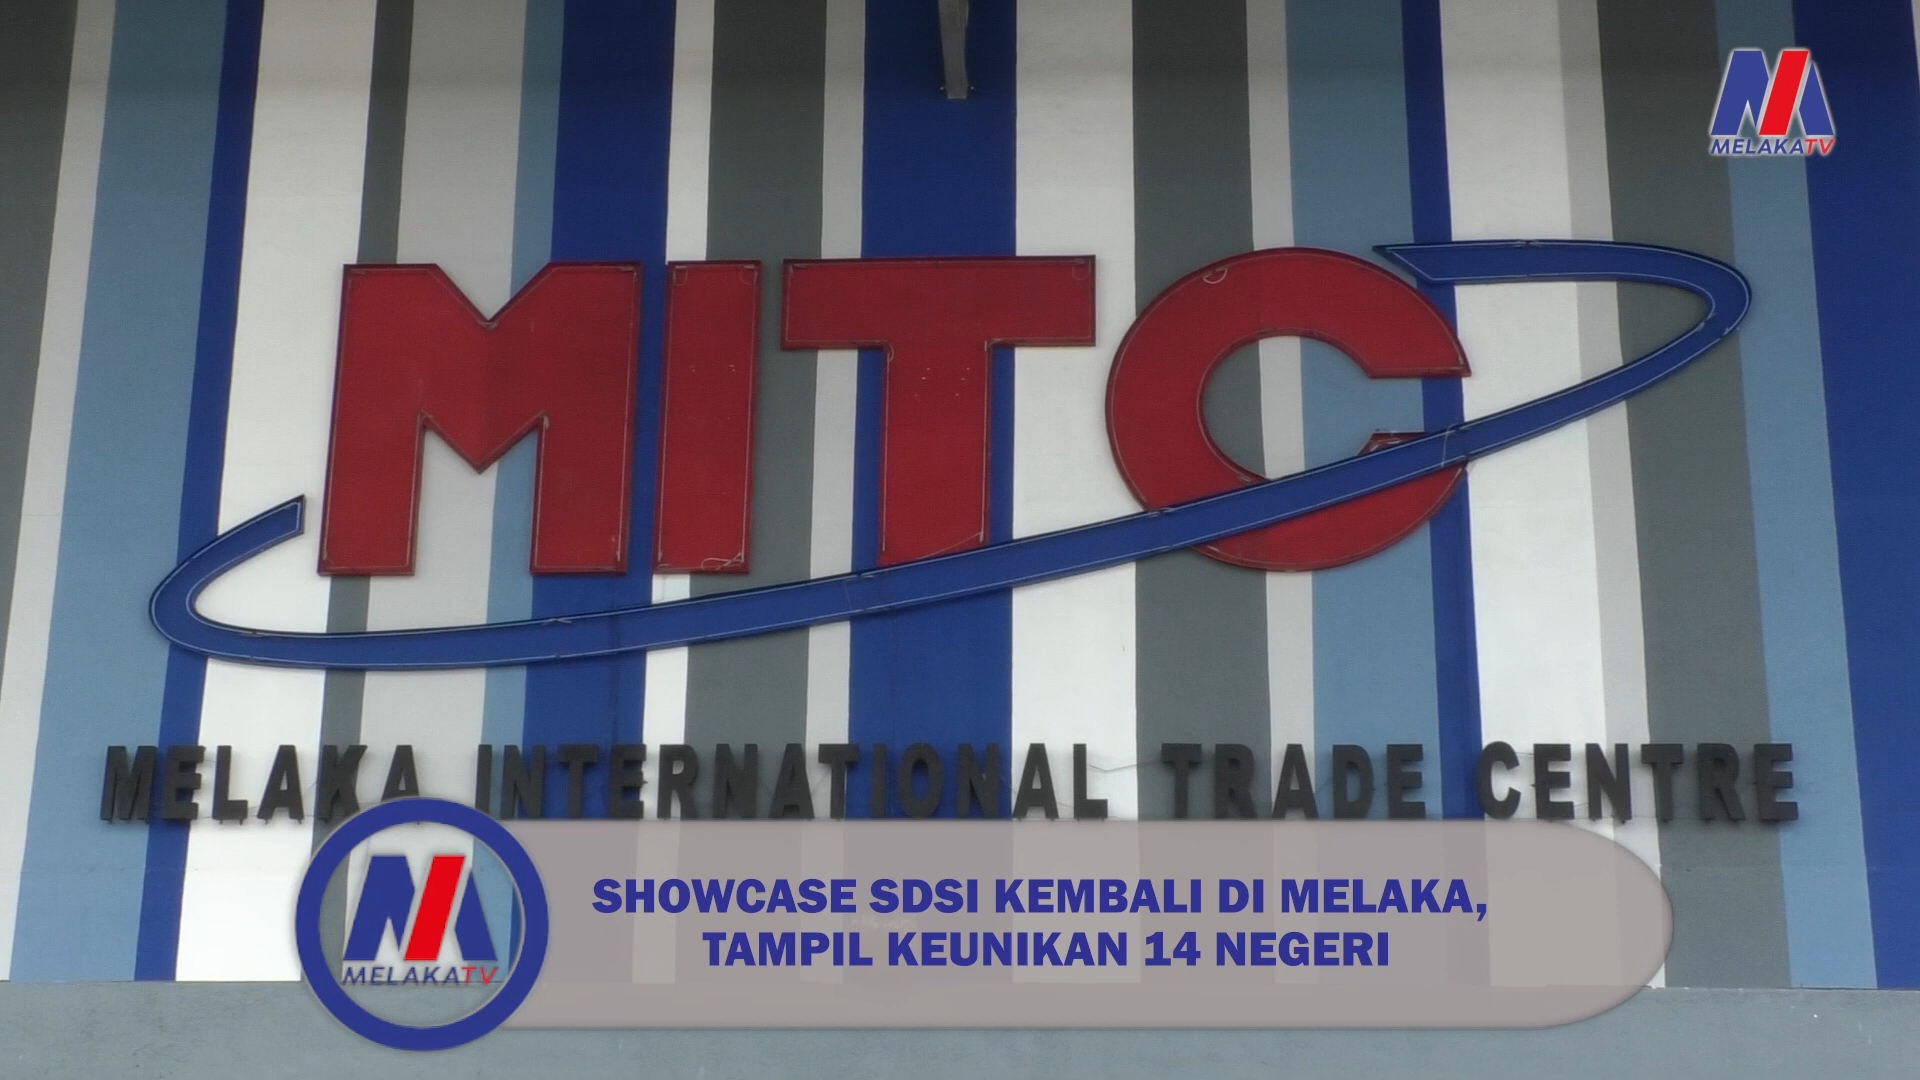 MELAKATV
MITC
MELAKA INTERNATIONAL TRADE CENTRE
MELAKATV
SHOWCASE SDSI KEMBALI DI MELAKA,
TAMPIL KEUNIKAN 14 NEGERI